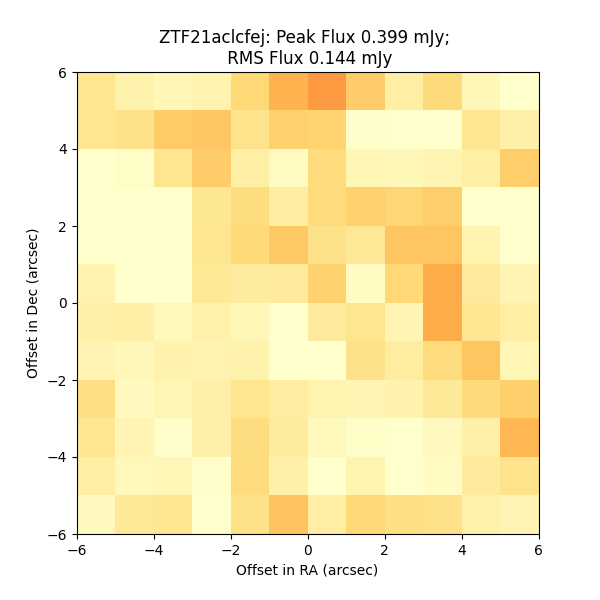 ZTF21aclcfej: Peak Flux 0.399 mJy;
RMS Flux 0.144 mJy
6
4
2
0
−2
−4
−6
Offset in Dec (arcsec)
−6 −4 −2 0 2 4 6
Offset in RA (arcsec)